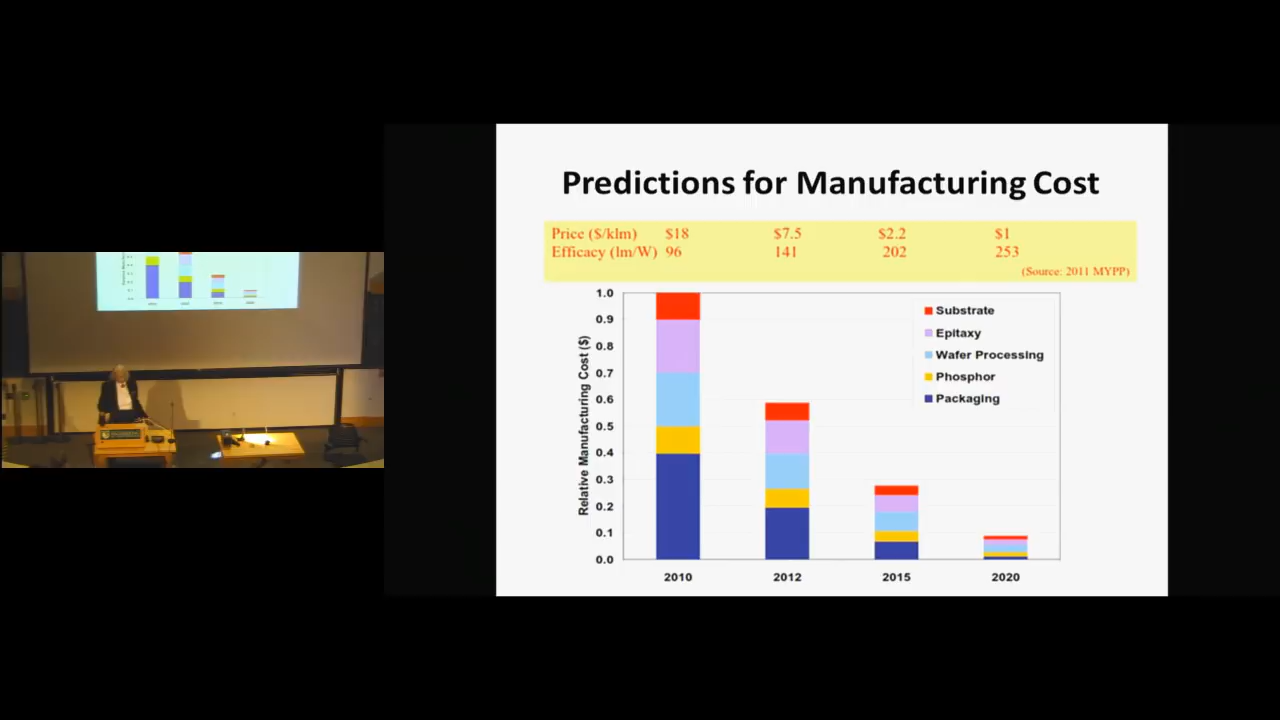 Predictions for Manufacturing Cost
Price ($/klm) $18 $7.5 $2.2 $1
Efficacy (lm/W) 96 141 202 253
(Source: 2011 MYPP)
Relative Manufacturing Cost ($)
1.0
0.9
0.8
0.7
0.6
0.5
0.4
0.3
0.2
0.1
0.0
Substrate
Epitaxy
Wafer Processing
Phosphor
Packaging
2010 2012 2015 2020